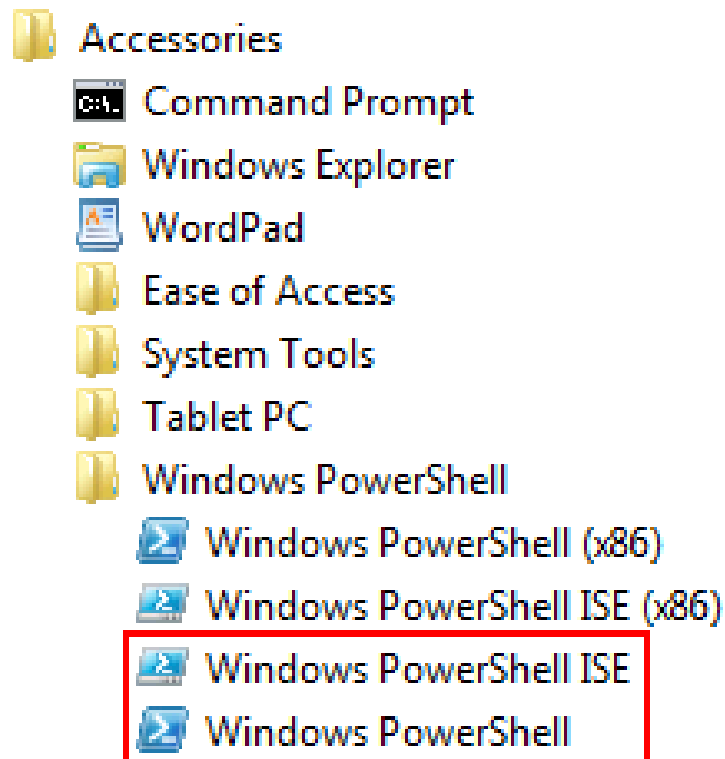 Accessories
C:\.
Command Prompt
Windows Explorer
WordPad
Ease of Access
System Tools
Tablet PC
Windows PowerShell
Windows PowerShell (x86)
Windows PowerShell ISE (x86)
Windows PowerShell ISE
Windows PowerShell